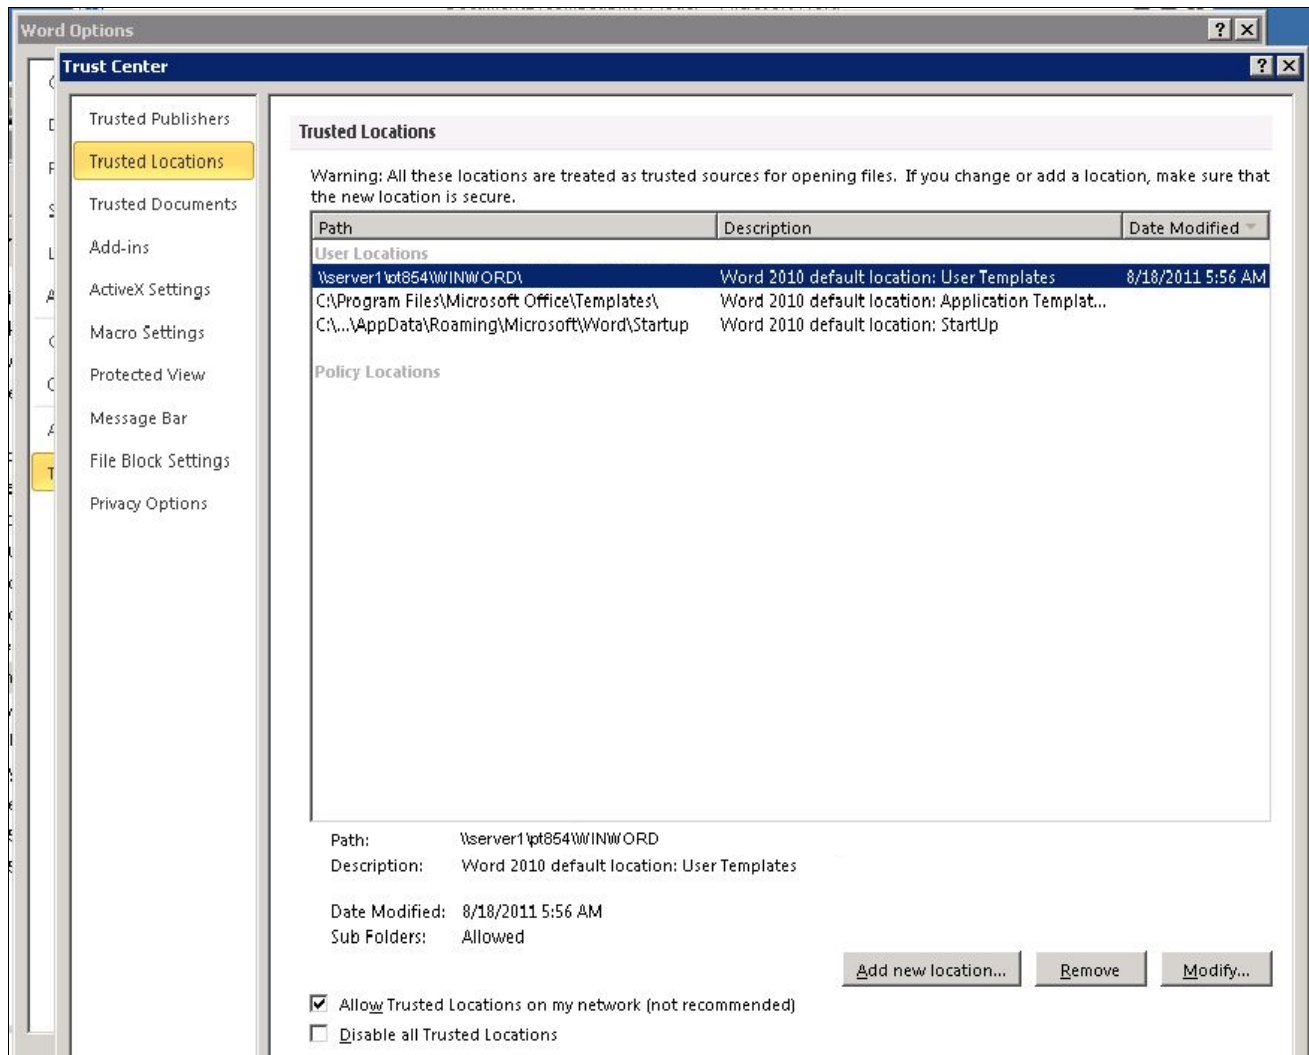 Word Options
Trust Center
Trusted Publishers
Trusted Locations
Trusted Documents
Add-ins
ActiveX Settings
Macro Settings
Protected View
Message Bar
File Block Settings
Privacy Options
Trusted Locations
Warning: All these locations are treated as trusted sources for opening files. If you change or add a location, make sure that
the new location is secure.
Path Description Date Modified
User Locations
\\server1\pt854\WINWORD\ Word 2010 default location: User Templates 8/18/2011 5:56 AM
C:\Program Files\Microsoft Office\Templates\ Word 2010 default location: Application Templat...
C:\...\AppData\Roaming\Microsoft\Word\Startup Word 2010 default location: StartUp
Policy Locations
Path: \\server1\pt854\WINWORD
Description: Word 2010 default location: User Templates
Date Modified: 8/18/2011 5:56 AM
Sub Folders: Allowed
Add new location... Remove Modify...
Allow Trusted Locations on my network (not recommended)
Disable all Trusted Locations